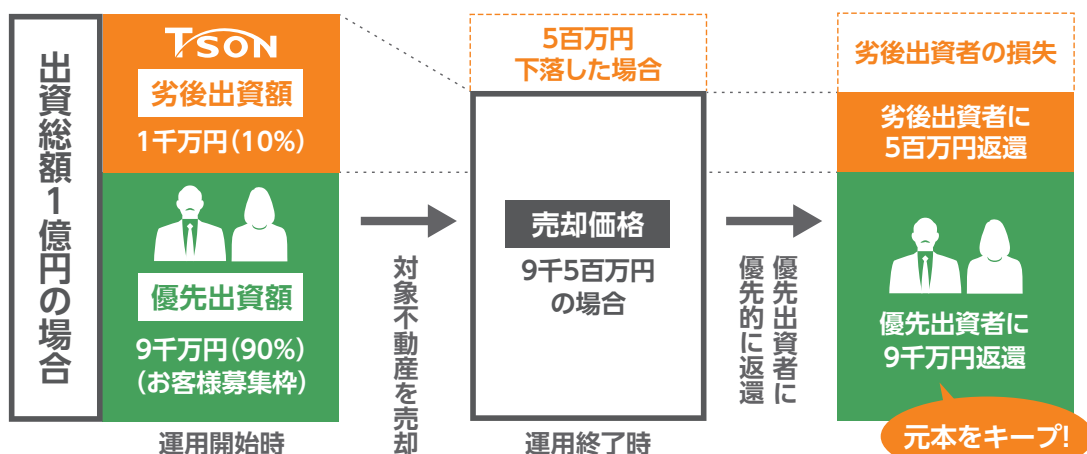 出資総額1億円の場合
TSON
劣後出資額
1千万円(10%)
優先出資額
9千万円(90%)
(お客様募集枠)
運用開始時
対象不動産を売却
5百万円
下落した場合
売却価格
9千5百万円
の場合
運用終了時
優先出資者に
優先的に返還
劣後出資者の損失
劣後出資者に
5百万円返還
優先出資者に
9千万円返還
元本をキープ!